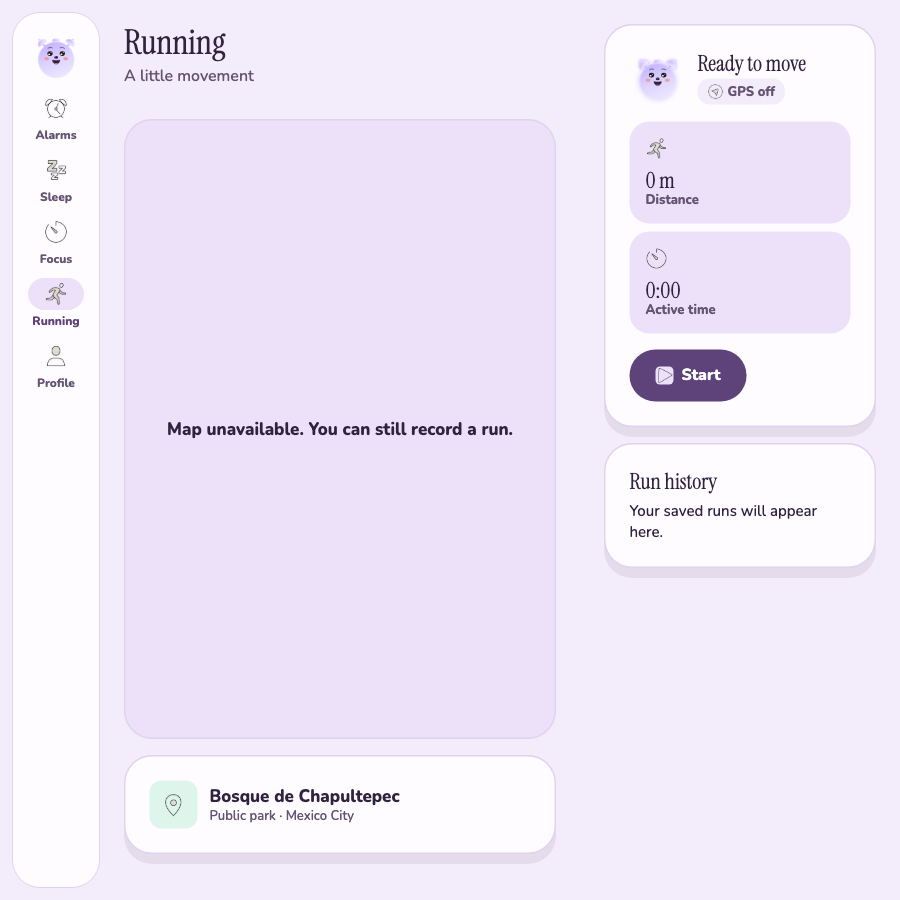 Alarms
Sleep
Focus
Running
Profile
Running
A little movement
Map unavailable. You can still record a run.
Bosque de Chapultepec
Public park · Mexico City
Ready to move
GPS off
0 m
Distance
0:00
Active time
Start
Run history
Your saved runs will appear
here.